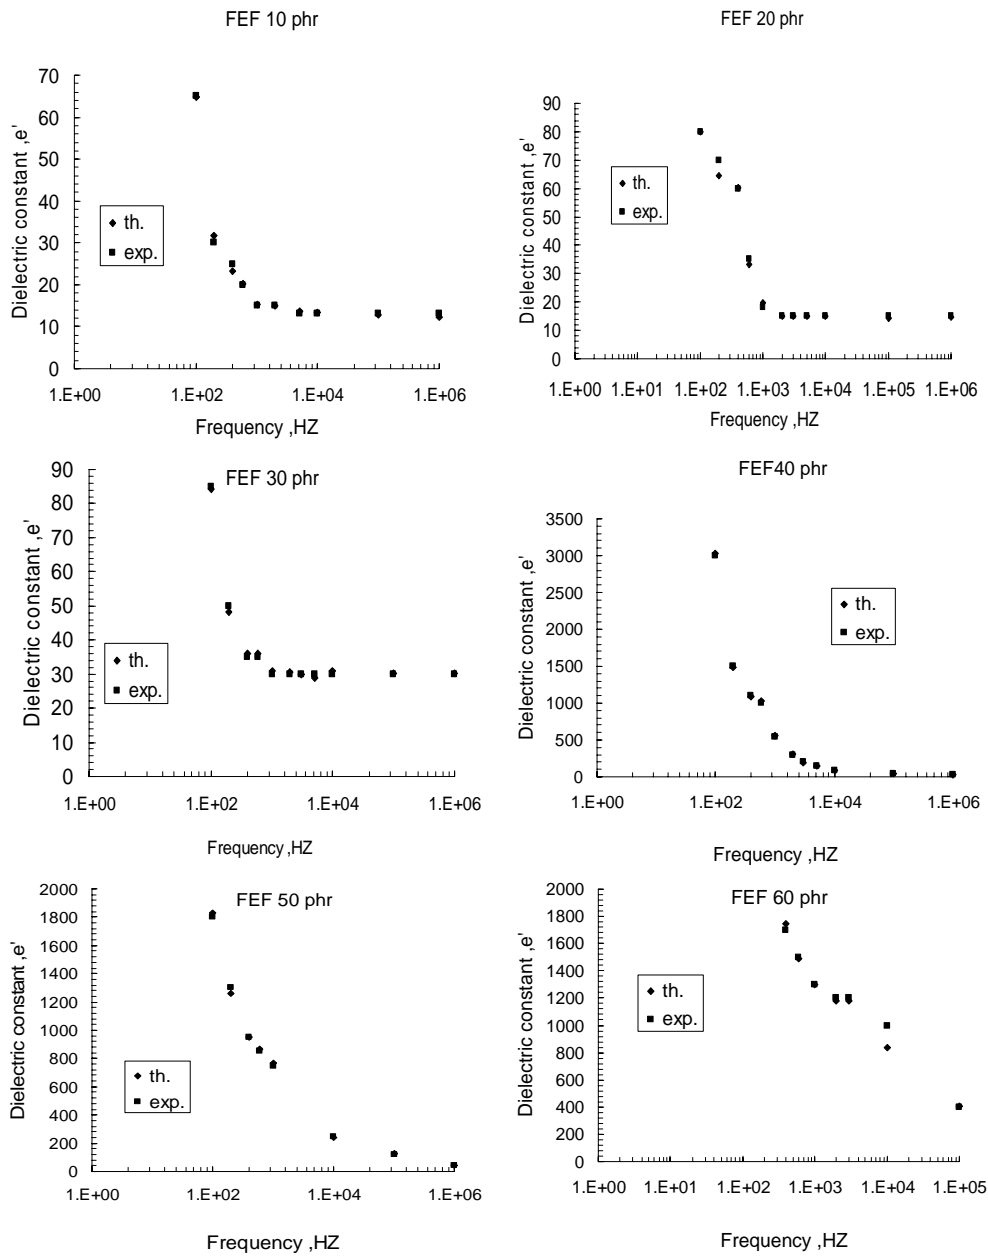 FEF 10 phr
Dielectric constant ,e'
70
60
50
40
30
20
10
0
th.
exp.
1.E+00 1.E+02 1.E+04 1.E+06
Frequency ,HZ
FEF 20 phr
Dielectric constant ,e'
90
80
70
60
50
40
30
20
10
0
th.
exp.
1.E+00 1.E+01 1.E+02 1.E+03 1.E+04 1.E+05 1.E+06
Frequency ,HZ
FEF 30 phr
Dielectric constant ,e'
90
80
70
60
50
40
30
20
10
0
th.
exp.
1.E+00 1.E+02 1.E+04 1.E+06
Frequency ,HZ
FEF40 phr
Dielectric constant ,e'
3500
3000
2500
2000
1500
1000
500
0
th.
exp.
1.E+00 1.E+02 1.E+04 1.E+06
Frequency ,HZ
FEF 50 phr
Dielectric constant ,e'
2000
1800
1600
1400
1200
1000
800
600
400
200
0
th.
exp.
1.E+00 1.E+02 1.E+04 1.E+06
Frequency ,HZ
FEF 60 phr
Dielectric constant ,e'
2000
1800
1600
1400
1200
1000
800
600
400
200
0
th.
exp.
1.E+00 1.E+01 1.E+02 1.E+03 1.E+04 1.E+05
Frequency ,HZ